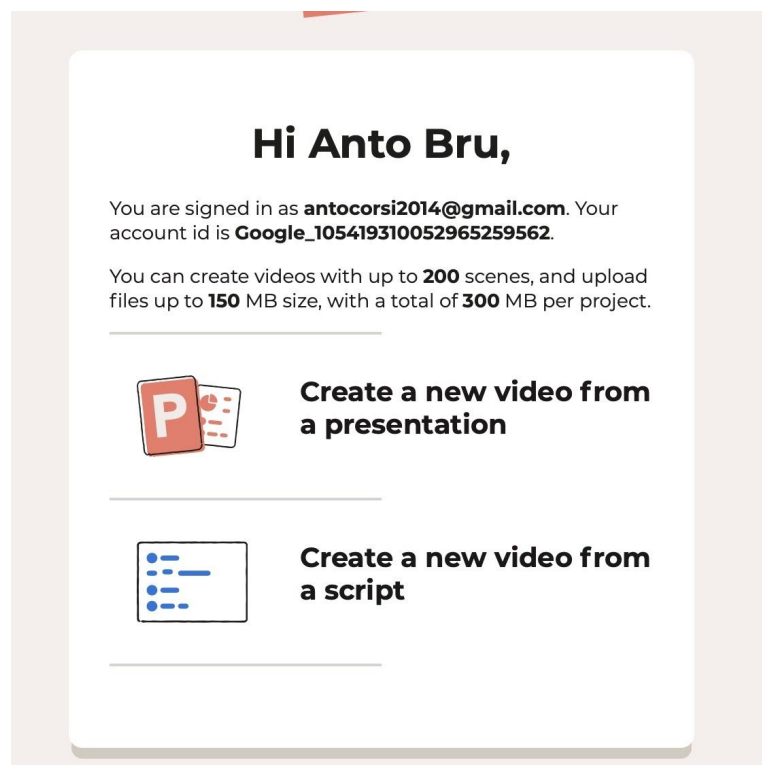 Hi Anto Bru,
You are signed in as antocorsi2014@gmail.com. Your
account id is Google_105419310052965259562.
You can create videos with up to 200 scenes, and upload
files up to 150 MB size, with a total of 300 MB per project.
P
Create a new video from
a presentation
Create a new video from
a script